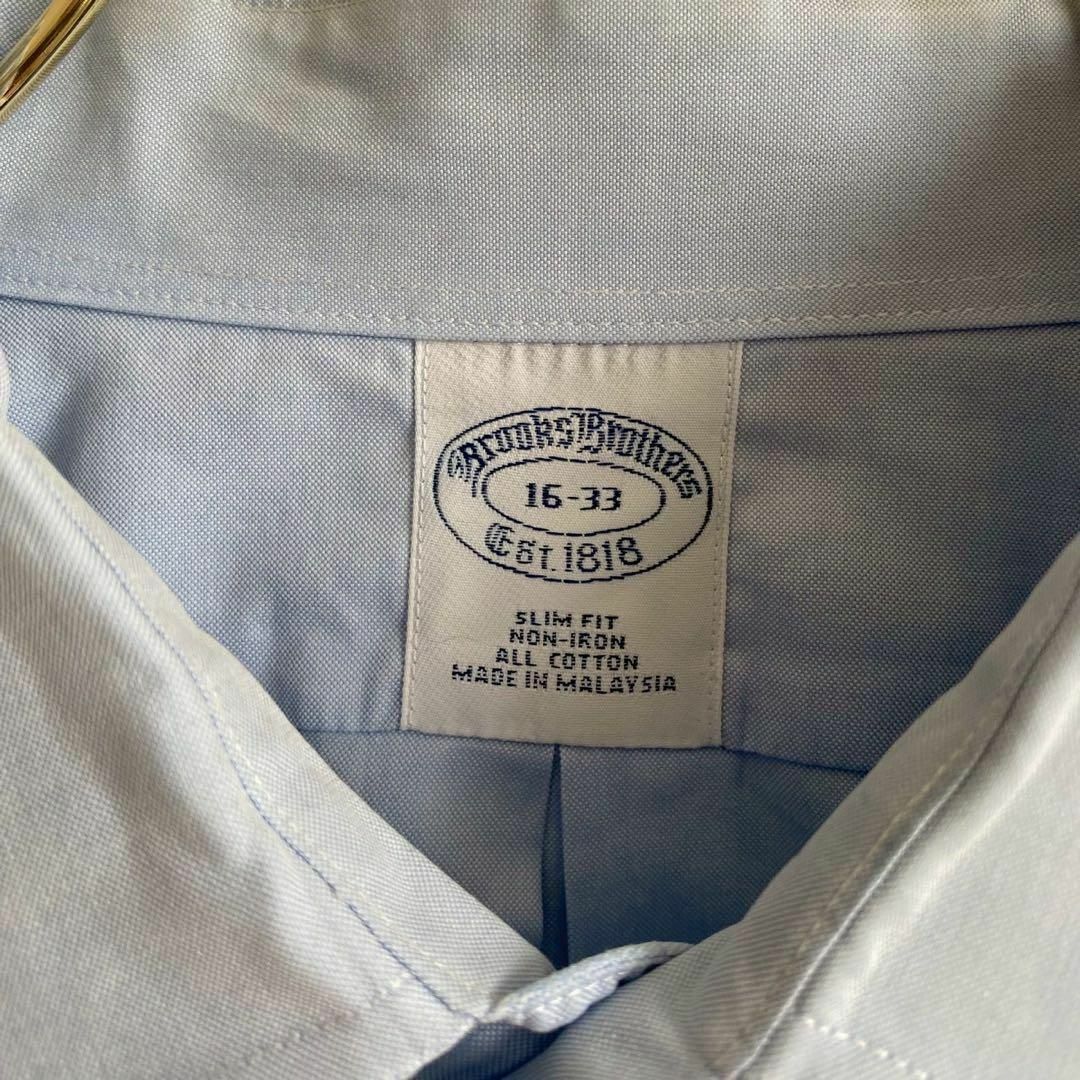 Brooks Brothers
16-33
Est. 1818
SLIM FIT
NON-IRON
ALL COTTON
MADE IN MALAYSIA